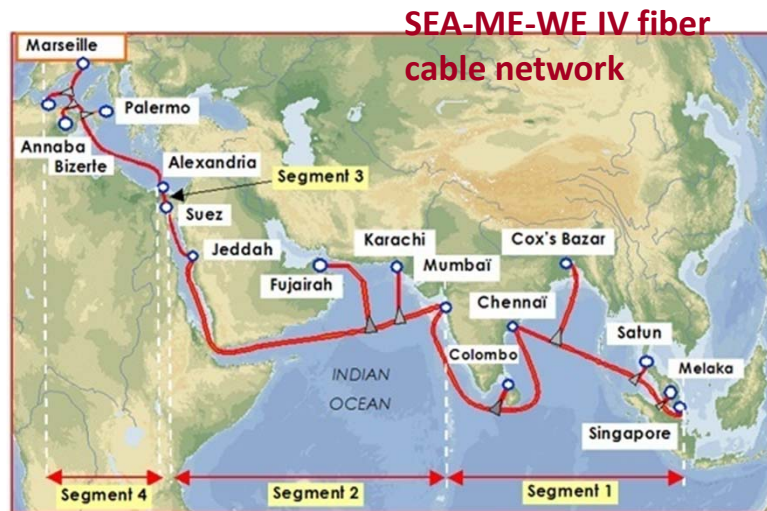 SEA-ME-WE IV fiber
cable network
Marseille
Palermo
Annaba
Bizerte
Alexandria
Segment 3
Suez
Jeddah
Fujairah
Karachi
Mumbaï
Cox's Bazar
Chennaï
Colombo
Satun
Melaka
INDIAN
OCEAN
Singapore
Segment 4
Segment 2
Segment 1